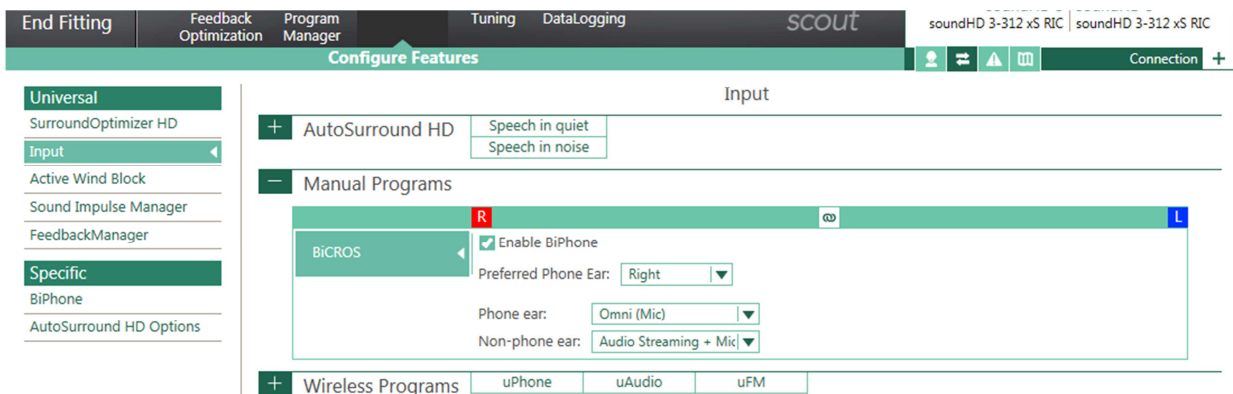 End Fitting
Feedback Optimization
Program Manager
Tuning
DataLogging
scout
soundHD 3-312 xS RIC
soundHD 3-312 xS RIC
Configure Features
Connection +
Universal
SurroundOptimizer HD
Input
Active Wind Block
Sound Impulse Manager
FeedbackManager
Specific
BiPhone
AutoSurround HD Options
Input
+ AutoSurround HD
Speech in quiet
Speech in noise
− Manual Programs
R
L
BiCROS
Enable BiPhone
Preferred Phone Ear: Right
Phone ear: Omni (Mic)
Non-phone ear: Audio Streaming + Mic
+ Wireless Programs
uPhone
uAudio
uFM